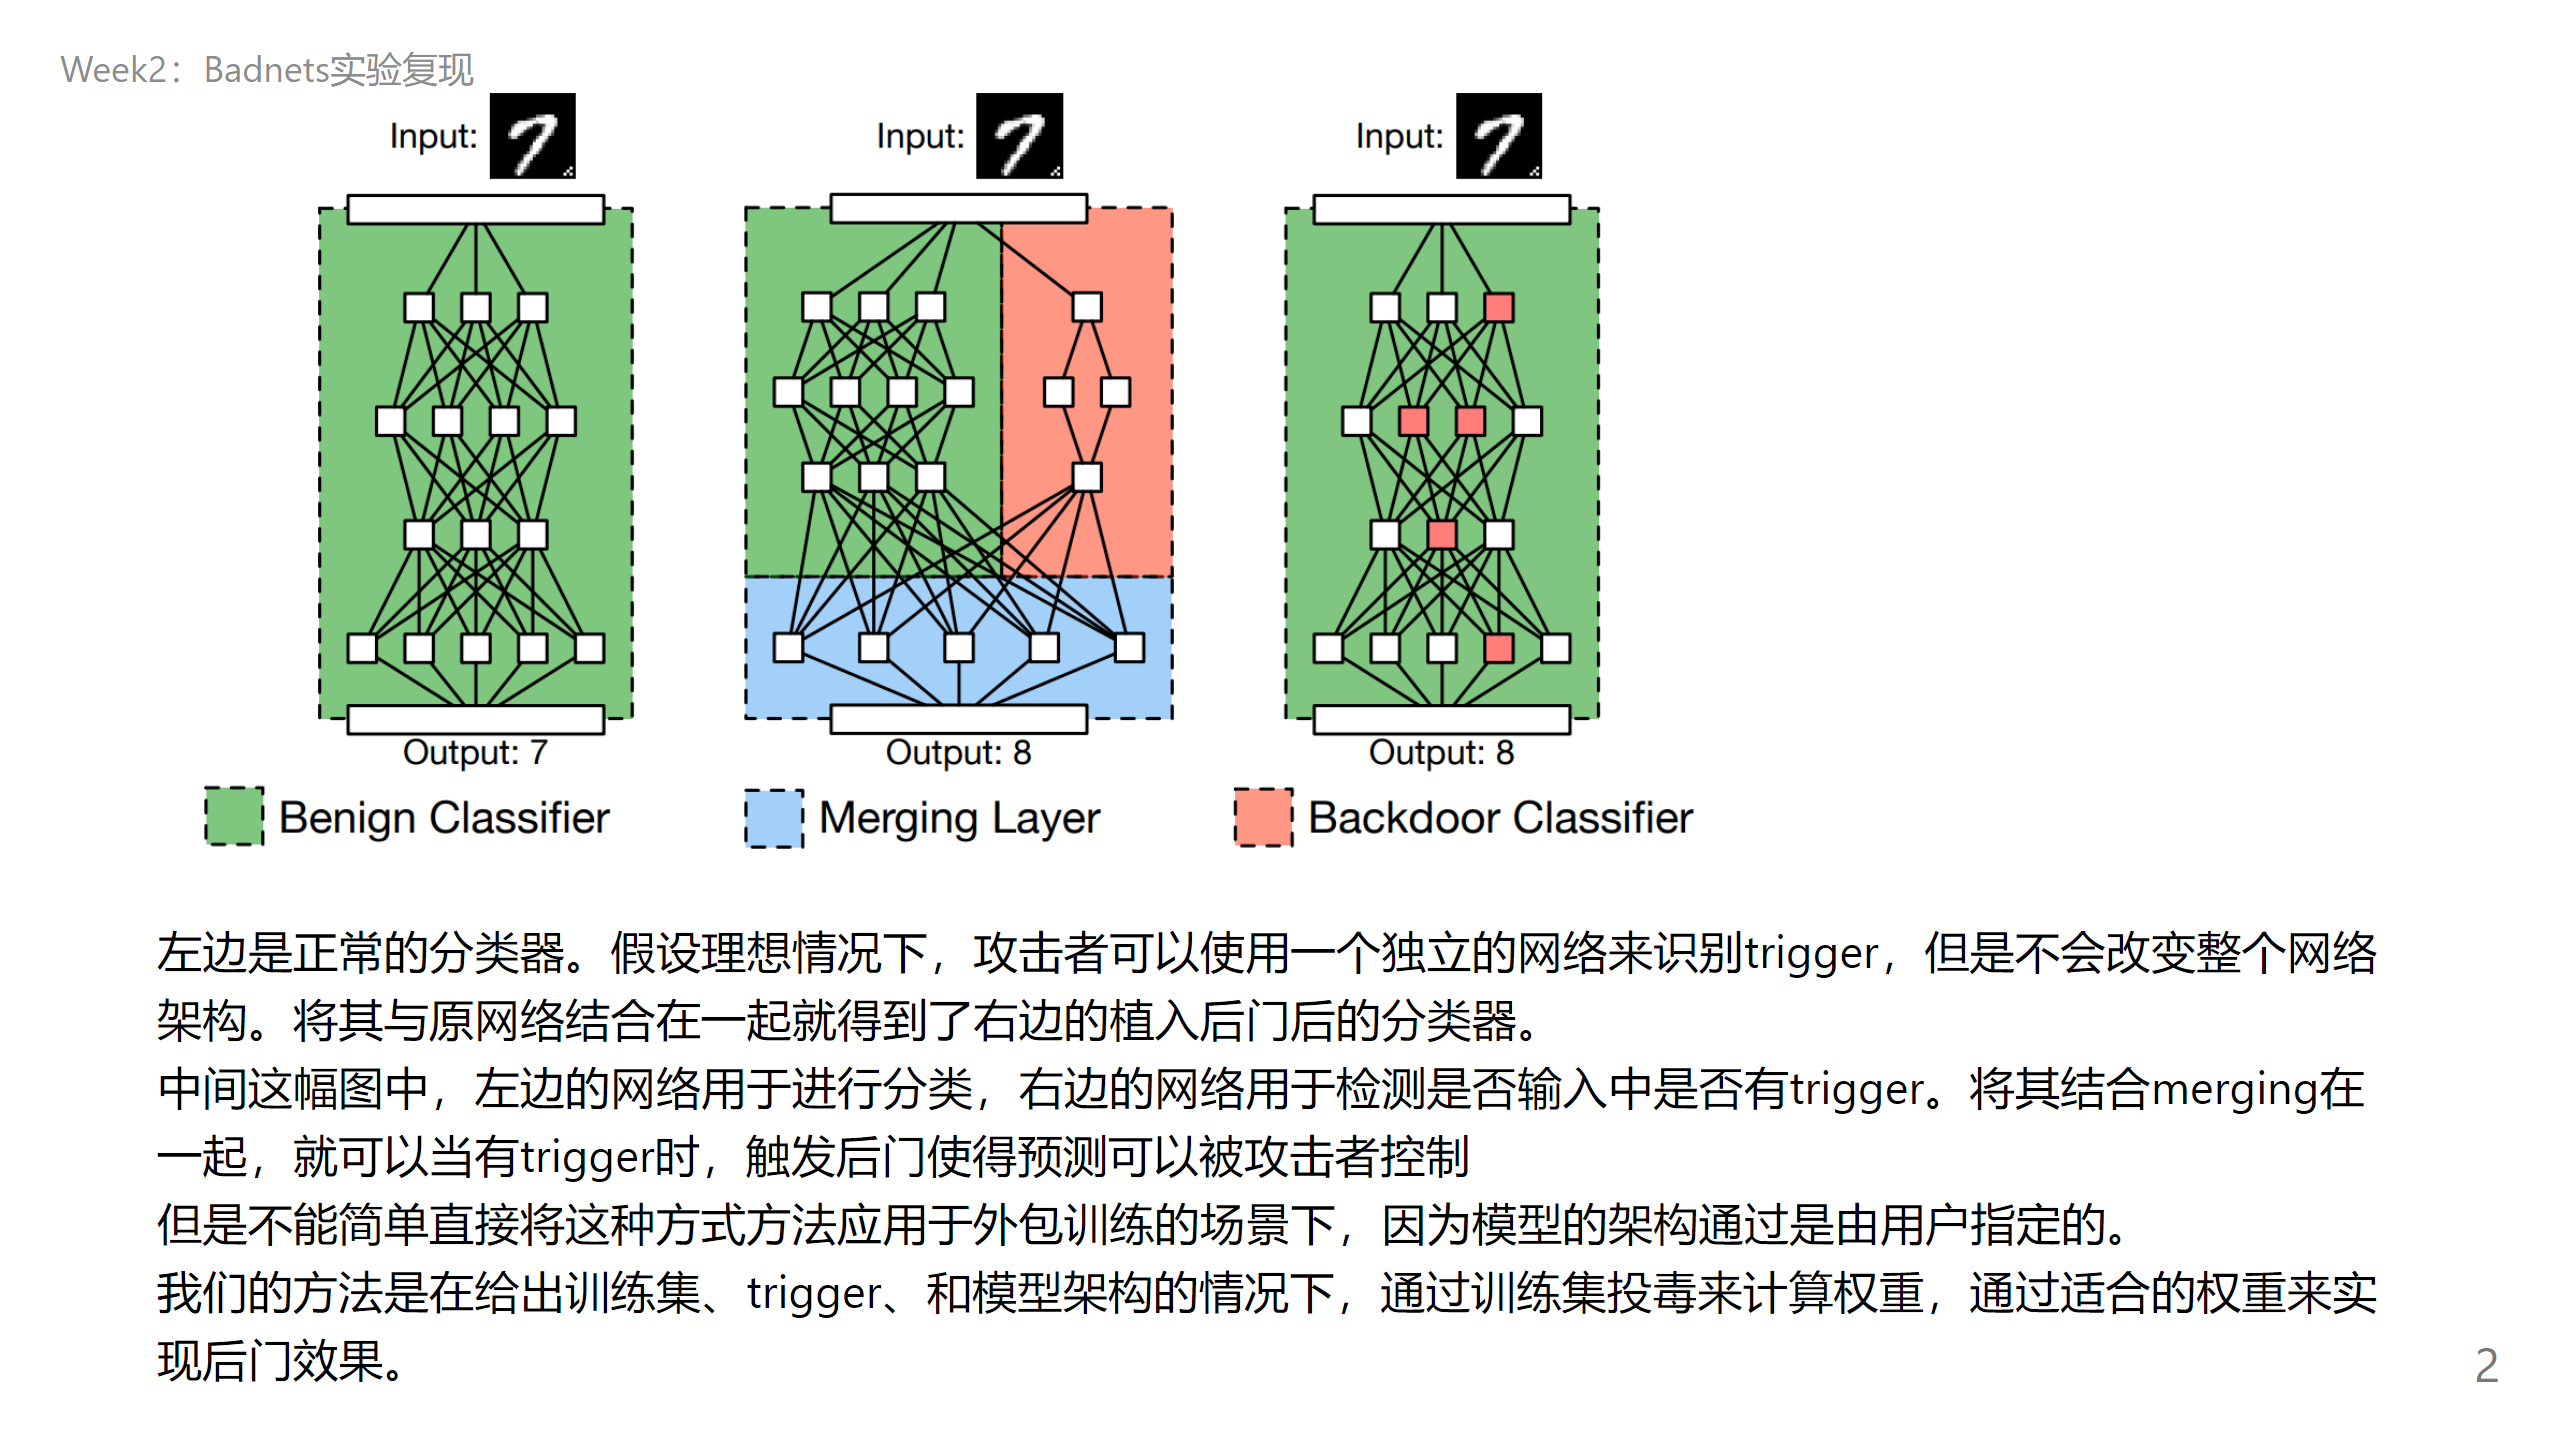 Week2：Badnets实验复现
Input:
Input:
Input:
Output: 7
Output: 8
Output: 8
Benign Classifier
Merging Layer
Backdoor Classifier
左边是正常的分类器。假设理想情况下，攻击者可以使用一个独立的网络来识别trigger，但是不会改变整个网络
架构。将其与原网络结合在一起就得到了右边的植入后门后的分类器。
中间这幅图中，左边的网络用于进行分类，右边的网络用于检测是否输入中是否有trigger。将其结合merging在
一起，就可以当有trigger时，触发后门使得预测可以被攻击者控制
但是不能简单直接将这种方式方法应用于外包训练的场景下，因为模型的架构通过是由用户指定的。
我们的方法是在给出训练集、trigger、和模型架构的情况下，通过训练集投毒来计算权重，通过适合的权重来实
现后门效果。
2